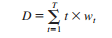 D = ∑_{t=1}^{T} t × w_t